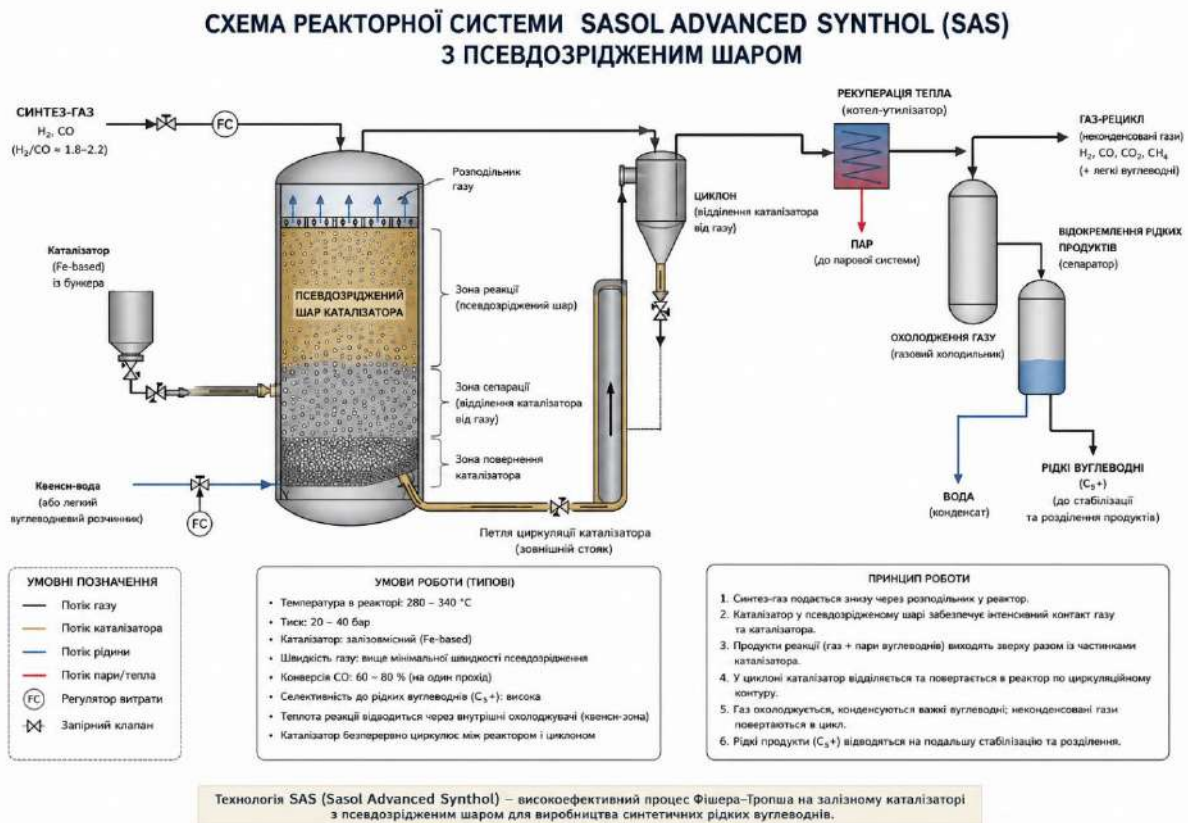 СХЕМА РЕАКТОРНОЇ СИСТЕМИ SASOL ADVANCED SYNTHOL (SAS)
З ПСЕВДОЗРІДЖЕНИМ ШАРОМ
СИНТЕЗ-ГАЗ
H₂, CO
(H₂/CO = 1.8–2.2)
FC
Розподільник
газу
Каталізатор
(Fe-based)
із бункера
ПСЕВДОЗРІДЖЕНИЙ
ШАР КАТАЛІЗАТОРА
Зона реакції
(псевдозріджений шар)
Зона сепарації
(відділення каталізатора
від газу)
Зона повернення
каталізатора
Квенсн-вода
(або легкий
вуглеводневий розчинник)
FC
Петля циркуляції каталізатора
(зовнішній стояк)
ЦИКЛОН
(відділення каталізатора
від газу)
РЕКУПЕРАЦІЯ ТЕПЛА
(котел-утилізатор)
ПАР
(до парової системи)
ГАЗ-РЕЦИКЛ
(неконденсовані гази)
H₂, CO, CO₂, CH₄
(+ легкі вуглеводні)
ВІДОКРЕМЛЕННЯ РІДКИХ
ПРОДУКТІВ
(сепаратор)
ОХОЛОДЖЕННЯ ГАЗУ
(газовий холодильник)
ВОДА
(конденсат)
РІДКІ ВУГЛЕВОДНІ
(C₅+)
(до стабілізації
та розділення продуктів)
УМОВНІ ПОЗНАЧЕННЯ
Потік газу
Потік каталізатора
Потік рідини
Потік пари/тепла
FC Регулятор витрати
Запірний клапан
УМОВИ РОБОТИ (ТИПОВІ)
• Температура в реакторі: 280 – 340 °C
• Тиск: 20 – 40 бар
• Каталізатор: залізовмісний (Fe-based)
• Швидкість газу: вище мінімальної швидкості псевдозрідження
• Конверсія CO: 60 – 80 % (на один прохід)
• Селективність до рідких вуглеводнів (C₅+): висока
• Теплота реакції відводиться через внутрішні охолоджувачі (квенсн-зона)
• Каталізатор безперервно циркулює між реактором і циклоном
ПРИНЦИП РОБОТИ
1. Синтез-газ подається знизу через розподільник у реактор.
2. Каталізатор у псевдозрідженому шарі забезпечує інтенсивний контакт газу
та каталізатора.
3. Продукти реакції (газ + пари вуглеводнів) виходять зверху разом із частинками
каталізатора.
4. У циклоні каталізатор відділяється та повертається в реактор по циркуляційному
контуру.
5. Газ охолоджується, конденсуються важкі вуглеводні; неконденсовані гази
повертаються в цикл.
6. Рідкі продукти (C₅+) відводяться на подальшу стабілізацію та розділення.
Технологія SAS (Sasol Advanced Synthol) – високоефективний процес Фішера–Тропша на залізному каталізаторі
з псевдозрідженим шаром для виробництва синтетичних рідких вуглеводнів.